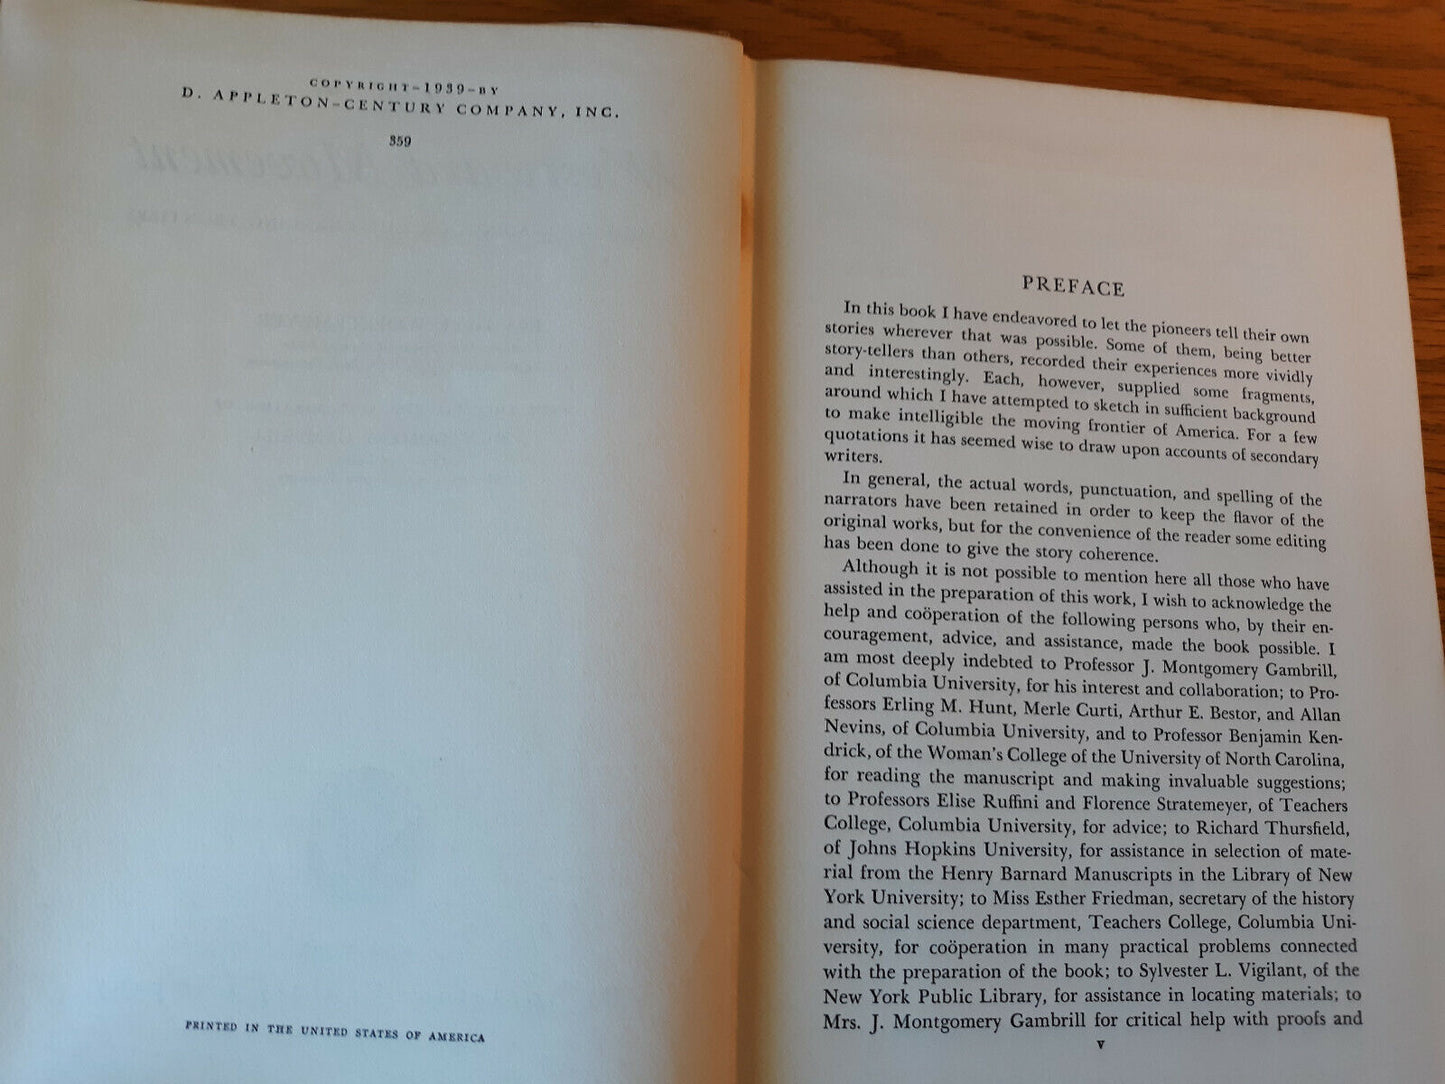 COPYRIGHT-1939-BY
D. APPLETON-CENTURY COMPANY, INC.
359
PRINTED IN THE UNITED STATES OF AMERICA
PREFACE
In this book I have endeavored to let the pioneers tell their own
stories wherever that was possible. Some of them, being better
story-tellers than others, recorded their experiences more vividly
and interestingly. Each, however, supplied some fragments,
around which I have attempted to sketch in sufficient background
to make intelligible the moving frontier of America. For a few
quotations it has seemed wise to draw upon accounts of secondary
writers.
In general, the actual words, punctuation, and spelling of the
narrators have been retained in order to keep the flavor of the
original works, but for the convenience of the reader some editing
has been done to give the story coherence.
Although it is not possible to mention here all those who have
assisted in the preparation of this work, I wish to acknowledge the
help and coöperation of the following persons who, by their en-
couragement, advice, and assistance, made the book possible. I
am most deeply indebted to Professor J. Montgomery Gambrill,
of Columbia University, for his interest and collaboration; to Pro-
fessors Erling M. Hunt, Merle Curti, Arthur E. Bestor, and Allan
Nevins, of Columbia University, and to Professor Benjamin Ken-
drick, of the Woman's College of the University of North Carolina,
for reading the manuscript and making invaluable suggestions;
to Professors Elise Ruffini and Florence Stratemeyer, of Teachers
College, Columbia University, for advice; to Richard Thursfield,
of Johns Hopkins University, for assistance in selection of mate-
rial from the Henry Barnard Manuscripts in the Library of New
York University; to Miss Esther Friedman, secretary of the history
and social science department, Teachers College, Columbia Uni-
versity, for coöperation in many practical problems connected
with the preparation of the book; to Sylvester L. Vigilant, of the
New York Public Library, for assistance in locating materials; to
Mrs. J. Montgomery Gambrill for critical help with proofs and
v